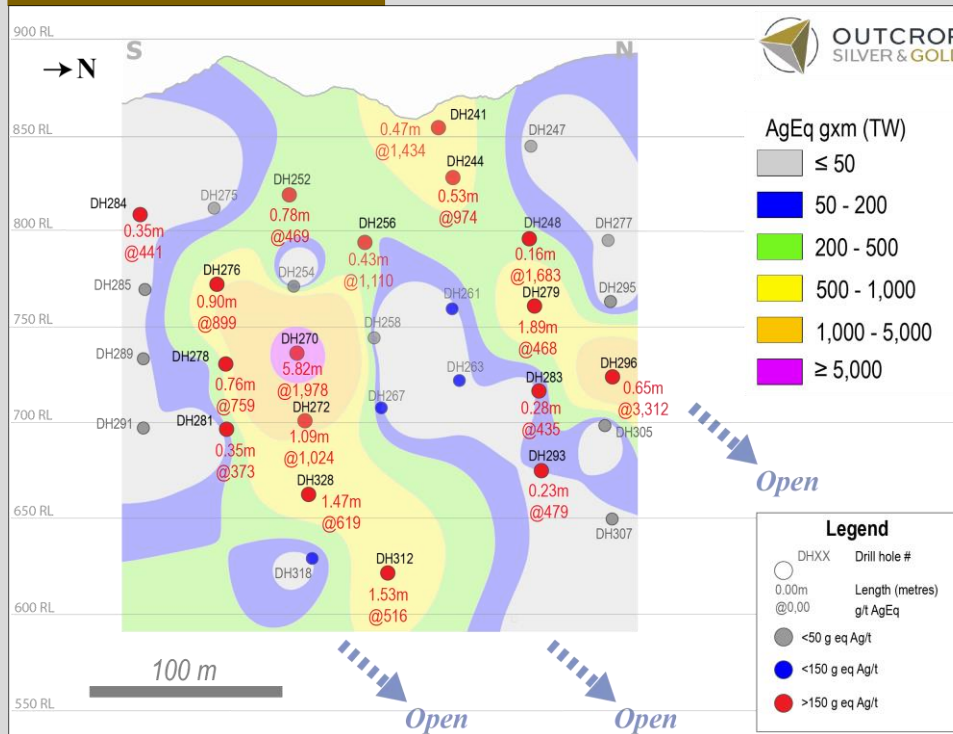 900 RL
S
N
→ N
OUTCROP
SILVER & GOLD
850 RL
DH241
0.47m
@1,434
DH247
DH244
0.53m
@974
AgEq gxm (TW)
≤ 50
50 - 200
200 - 500
500 - 1,000
1,000 - 5,000
≥ 5,000
DH284
0.35m
@441
DH275
DH252
0.78m
@469
800 RL
DH256
0.43m
@1,110
DH248
0.16m
@1,683
DH277
DH285
DH276
0.90m
@899
DH254
DH261
DH279
1.89m
@468
DH295
750 RL
DH258
DH289
DH278
0.76m
@759
DH270
5.82m
@1,978
DH263
DH283
0.28m
@435
DH296
0.65m
@3,312
700 RL
DH291
DH281
0.35m
@373
DH272
1.09m
@1,024
DH267
DH305
Open
DH293
0.23m
@479
DH328
1.47m
@619
650 RL
DH307
DH318
DH312
1.53m
@516
600 RL
100 m
550 RL
Open
Open
Legend
DHXX Drill hole #
0.00m Length (metres)
@0,00 g/t AgEq
<50 g eq Ag/t
<150 g eq Ag/t
>150 g eq Ag/t